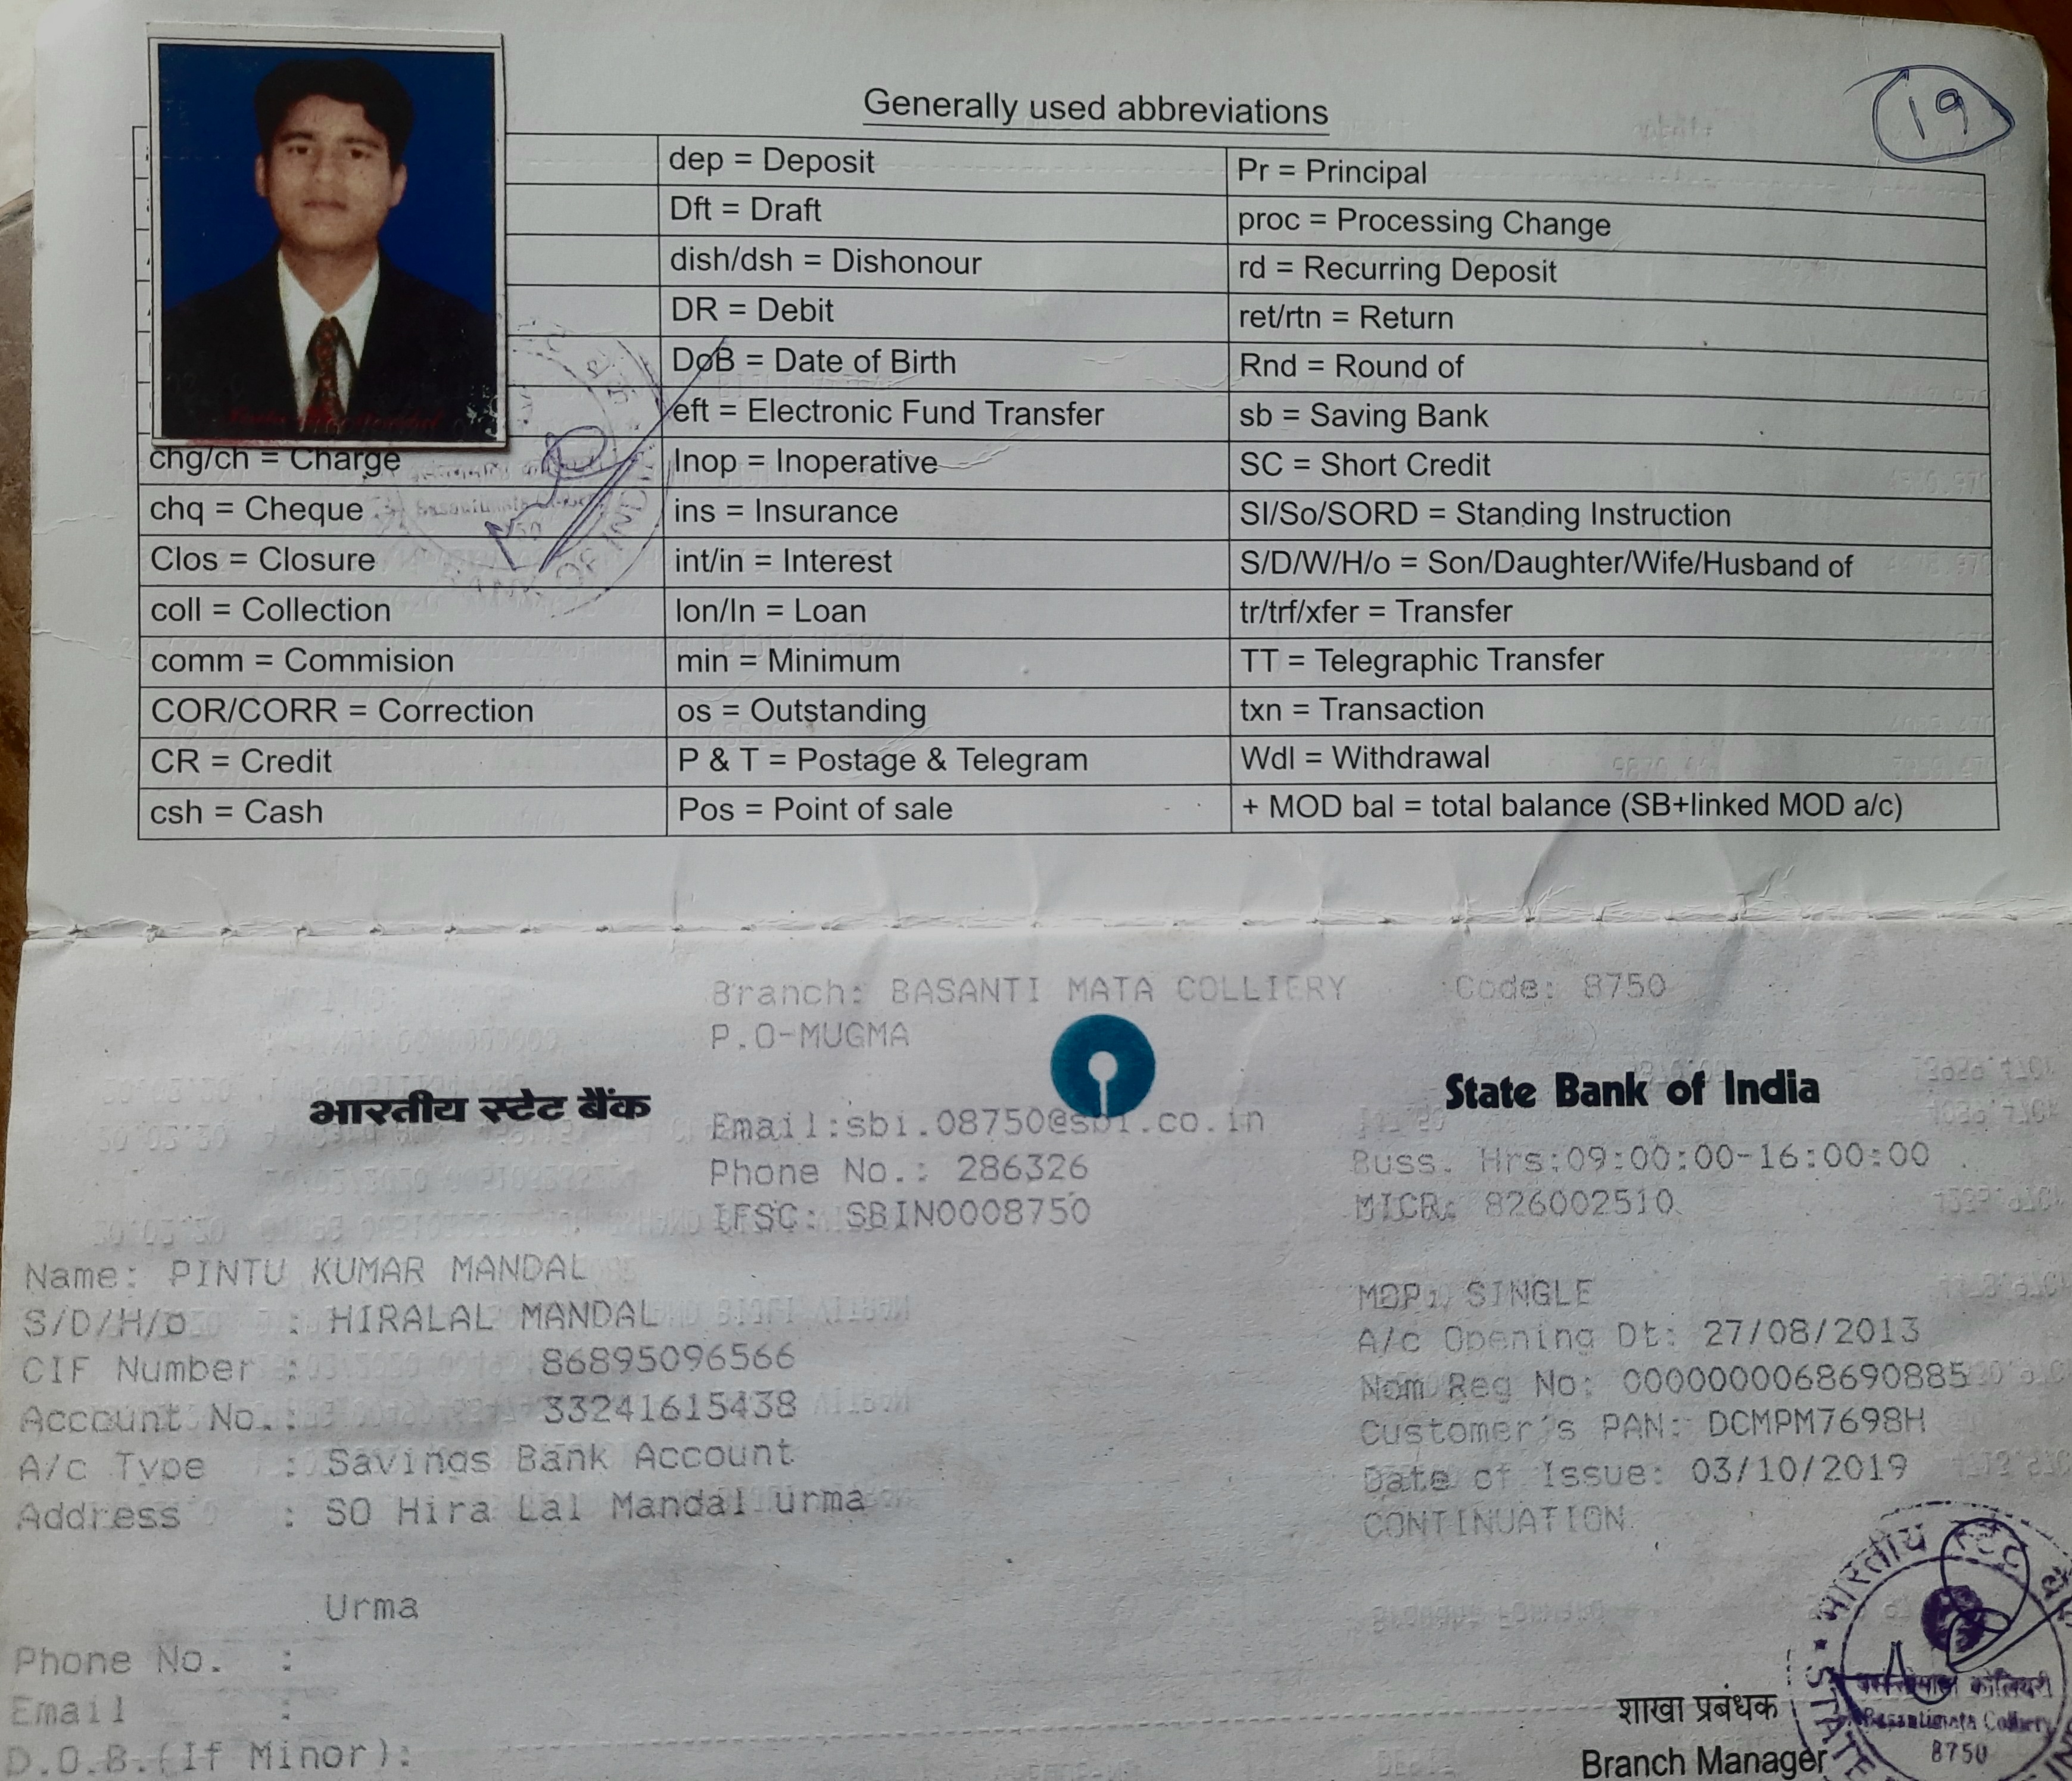 19
Generally used abbreviations
dep = Deposit
Pr = Principal
Dft = Draft
proc = Processing Change
dish/dsh = Dishonour
rd = Recurring Deposit
DR = Debit
ret/rtn = Return
DoB = Date of Birth
Rnd = Round of
eft = Electronic Fund Transfer
sb = Saving Bank
chg/ch = Charge
Inop = Inoperative
SC = Short Credit
chq = Cheque
ins = Insurance
SI/So/SORD = Standing Instruction
Clos = Closure
int/in = Interest
S/D/W/H/o = Son/Daughter/Wife/Husband of
coll = Collection
lon/ln = Loan
tr/trf/xfer = Transfer
comm = Commision
min = Minimum
TT = Telegraphic Transfer
COR/CORR = Correction
os = Outstanding
txn = Transaction
CR = Credit
P & T = Postage & Telegram
Wdl = Withdrawal
csh = Cash
Pos = Point of sale
+ MOD bal = total balance (SB+linked MOD a/c)
Branch: BASANTI MATA COLLIERY Code: 8750
P.O-MUGMA
भारतीय स्टेट बैंक
State Bank of India
Email:sbi.08750@sbi.co.in
Phone No.: 286326
Buss. Hrs:09:00:00-16:00:00
IFSC: SBIN0008750
MICR: 826002510
Name: PINTU KUMAR MANDAL
MOP: SINGLE
S/D/H/o : HIRALAL MANDAL
A/c Opening Dt: 27/08/2013
CIF Number : 86895096566
Nom Reg No: 0000000068690885
Account No.: 33241615438
Customer's PAN: DCMPM7698H
A/c Type : Savings Bank Account
Date of Issue: 03/10/2019
Address : SO Hira Lal Mandal urma
CONTINUATION
Urma
Phone No. :
Email :
D.O.B.(If Minor):
शाखा प्रबंधक
Branch Manager
भारतीय स्टेट
Basantimata Colliery
8750
STATE